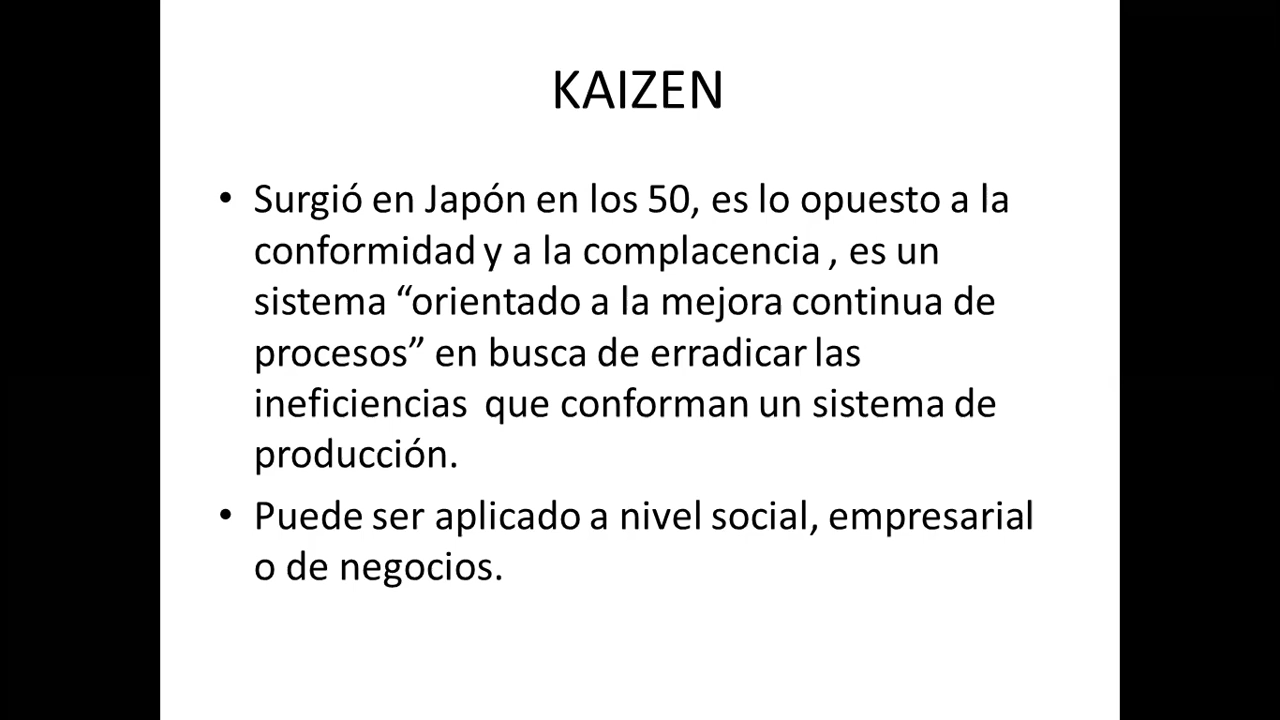 KAIZEN
• Surgió en Japón en los 50, es lo opuesto a la
conformidad y a la complacencia , es un
sistema “orientado a la mejora continua de
procesos” en busca de erradicar las
ineficiencias  que conforman un sistema de
producción.
• Puede ser aplicado a nivel social, empresarial
o de negocios.